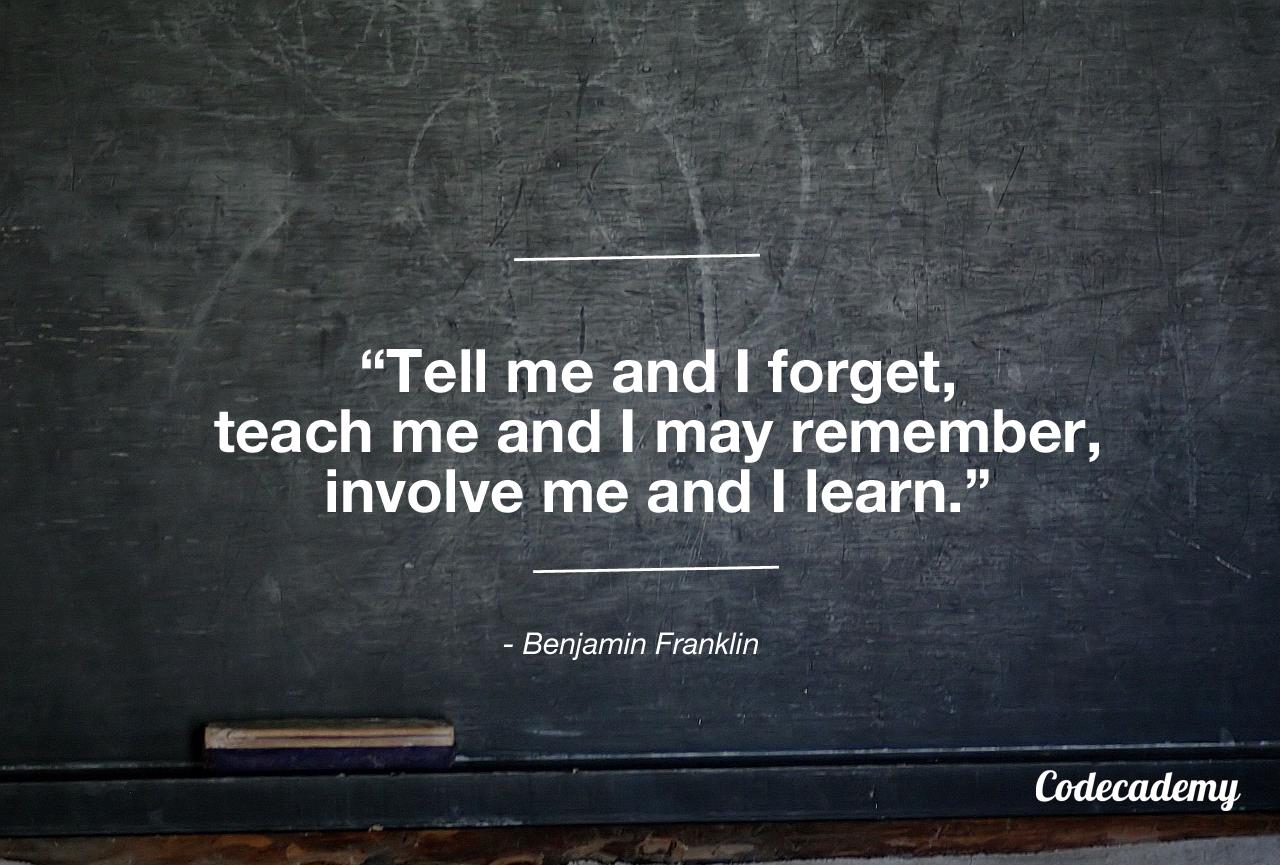 “Tell me and I forget,
teach me and I may remember,
involve me and I learn.”
- Benjamin Franklin
Codecademy